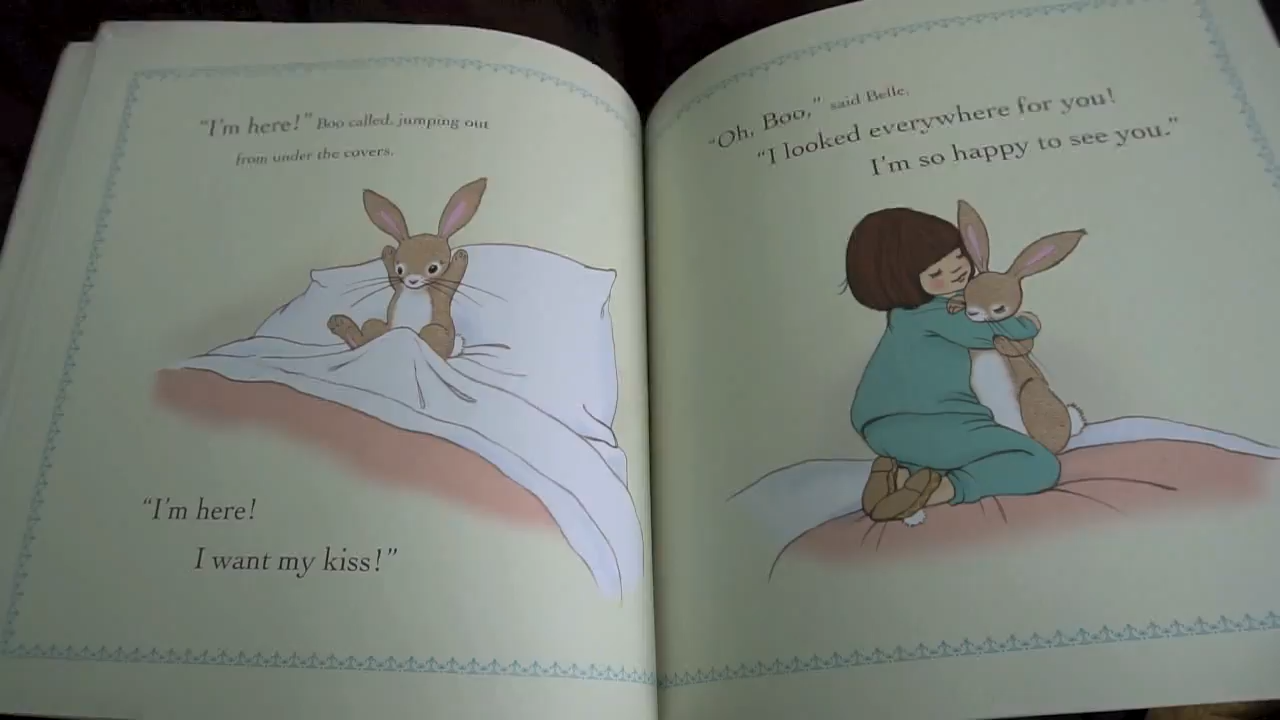 "I'm here!" Boo called, jumping out
from under the covers.
"I'm here!
I want my kiss!"
"Oh, Boo," said Belle,
"I looked everywhere for you!
I'm so happy to see you."